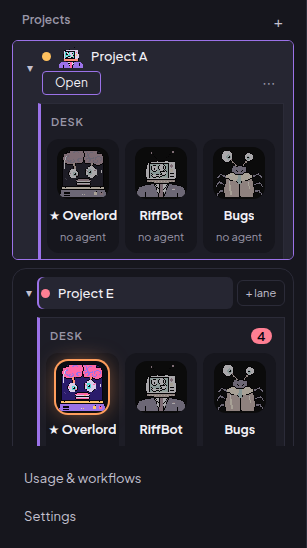 Projects +
Project A
Open ...
DESK
★ Overlord RiffBot Bugs
no agent no agent no agent
Project E + lane
DESK 4
★ Overlord RiffBot Bugs
Usage & workflows
Settings